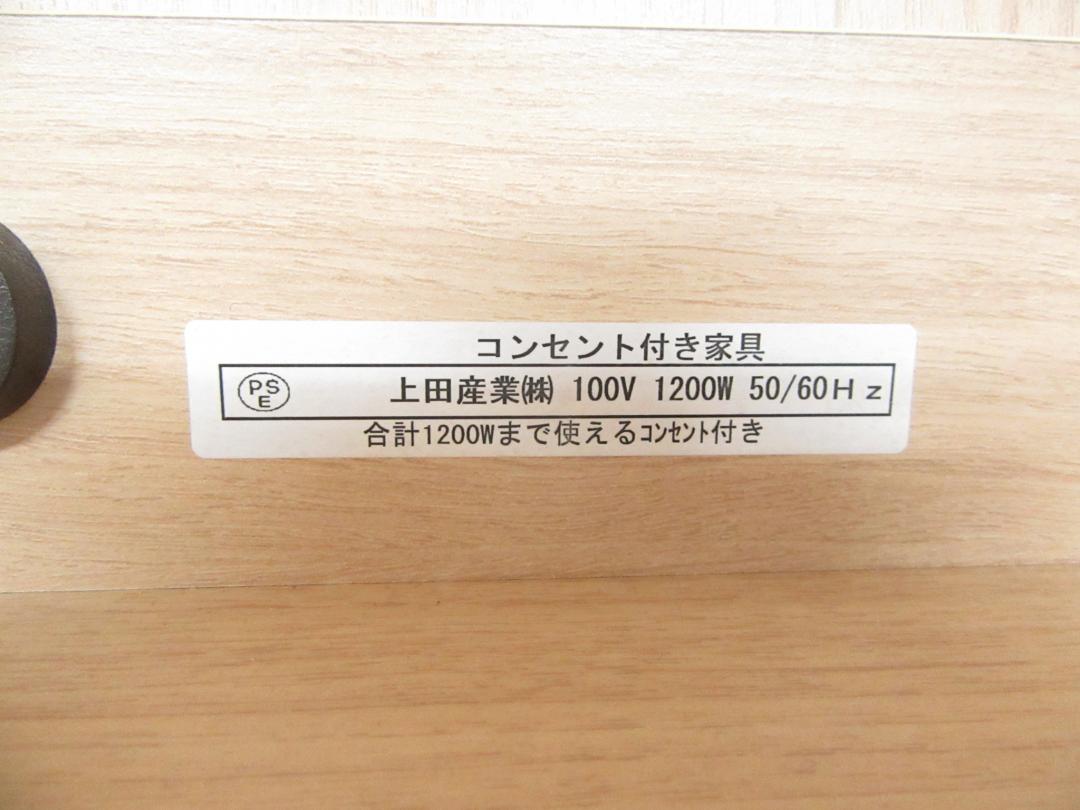 コンセント付き家具
PSE 上田産業㈱ 100V 1200W 50/60Hz
合計1200Wまで使えるｺﾝｾﾝﾄ付き